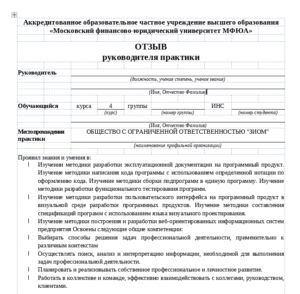 Аккредитованное образовательное частное учреждение высшего образования
«Московский финансово-юридический университет МФЮА»
ОТЗЫВ
руководителя практики
Руководитель
(должность, ученая степень, ученое звание)
(Имя, Отчество Фамилия)
Обучающийся курса 4 группы ИНС
(курс) (номер группы) (номер студента)
(Имя, Отчество Фамилия)
Место проведения практики ОБЩЕСТВО С ОГРАНИЧЕННОЙ ОТВЕТСТВЕННОСТЬЮ "ЗИОМ"
(наименование профильной организации)
Проявил знания и умения в:
Изучении методики разработки эксплуатационной документации на программный продукт.
Изучение методики написания кода программы с использованием определенной нотации по
оформлению кода. Изучение методики сборки подпрограмм в единую программу. Изучение
методики разработки функционального тестирования программ.
Изучение методики разработки пользовательского интерфейса на программный продукт в
визуальной среде разработки программных продуктов. Изучение методики составления
спецификаций программ с использованием языка визуального проектирования.
Изучение методики построения и разработки веб-ориентированных информационных систем
предприятия Освоены следующие общие компетенции:
Выбирать способы решения задач профессиональной деятельности, применительно к
различным контекстам
Осуществлять поиск, анализ и интерпретацию информации, необходимой для выполнения
задач профессиональной деятельности.
Планировать и реализовывать собственное профессиональное и личностное развитие.
Работать в коллективе и команде, эффективно взаимодействовать с коллегами, руководством,
клиентами.